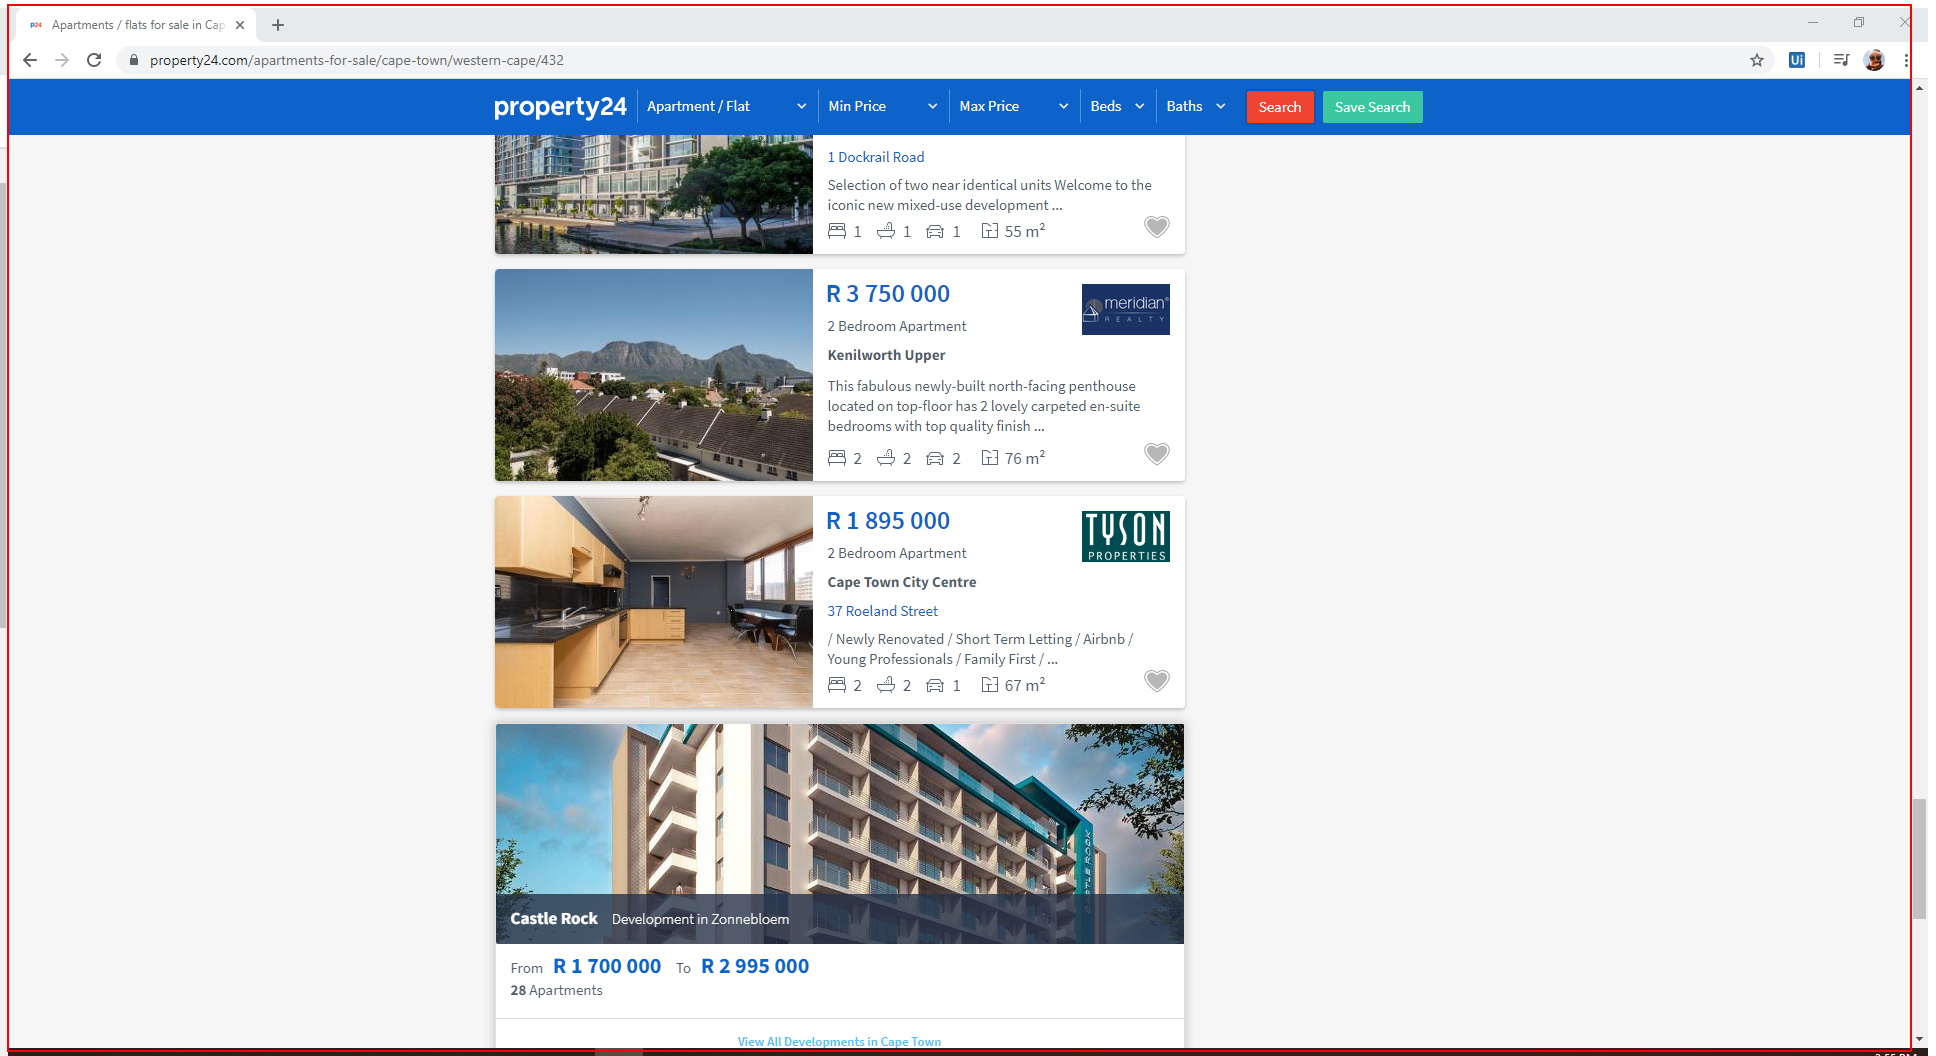 p24 Apartments / flats for sale in Cap
property24.com/apartments-for-sale/cape-town/western-cape/432
Ui
property24 Apartment / Flat Min Price Max Price Beds Baths Search Save Search
1 Dockrail Road
Selection of two near identical units Welcome to the
iconic new mixed-use development ...
1 1 1 55 m²
R 3 750 000
meridian
REALTY
2 Bedroom Apartment
Kenilworth Upper
This fabulous newly-built north-facing penthouse
located on top-floor has 2 lovely carpeted en-suite
bedrooms with top quality finish ...
2 2 2 76 m²
R 1 895 000
TYSON
PROPERTIES
2 Bedroom Apartment
Cape Town City Centre
37 Roeland Street
/ Newly Renovated / Short Term Letting / Airbnb /
Young Professionals / Family First / ...
2 2 1 67 m²
Castle Rock Development in Zonnebloem
From R 1 700 000 To R 2 995 000
28 Apartments
View All Developments in Cape Town